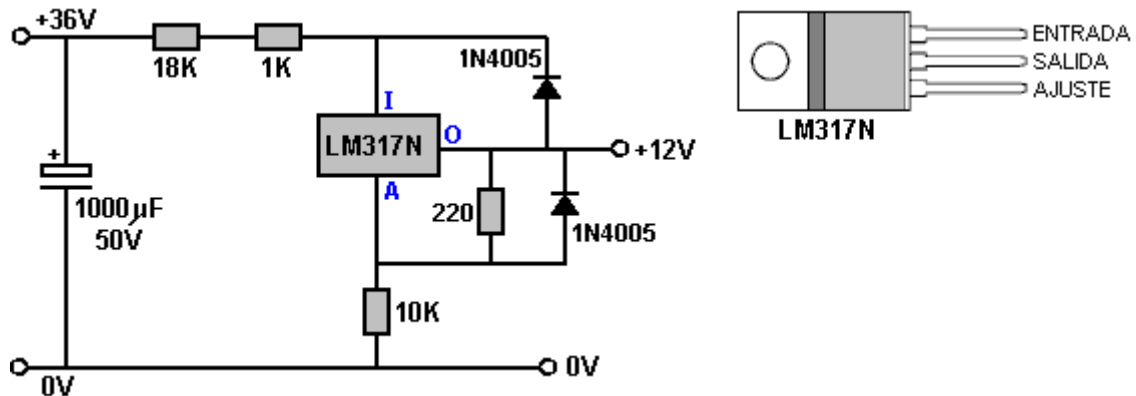 +36V
18K
1K
1N4005
I
LM317N
O
+12V
A
+
1000µF
50V
220
1N4005
10K
0V
0V
ENTRADA
SALIDA
AJUSTE
LM317N